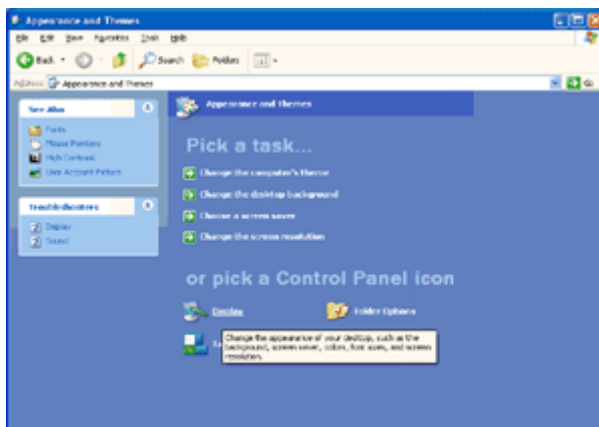 Appearance and Themes
File Edit View Favorites Tools Help
Back Search Folders
Address Appearance and Themes
See Also
Fonts
Mouse Pointers
High Contrast
User Account Picture
Troubleshooters
Display
Sound
Appearance and Themes
Pick a task...
Change the computer's theme
Change the desktop background
Choose a screen saver
Change the screen resolution
or pick a Control Panel icon
Display Folder Options
Change the appearance of your desktop, such as the
background, screen saver, colors, font sizes, and screen
resolution.